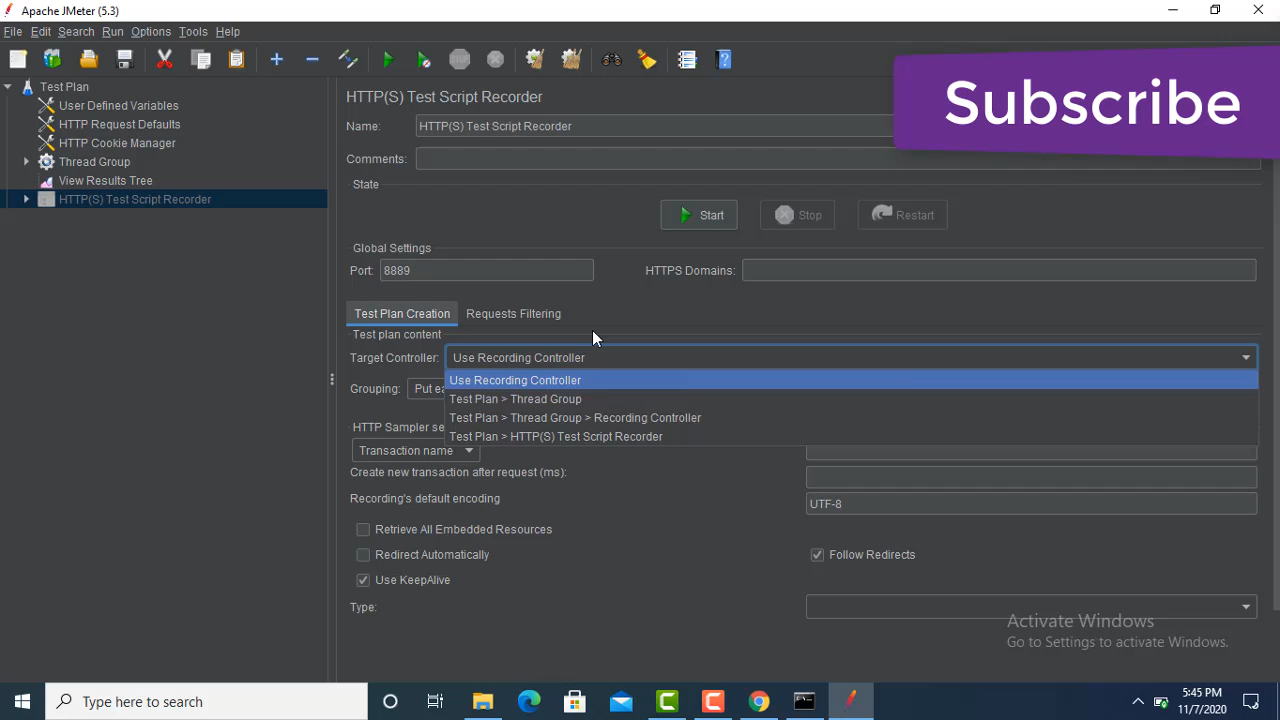 Apache JMeter (5.3)
File Edit Search Run Options Tools Help
STOP
Subscribe
Test Plan
User Defined Variables
HTTP Request Defaults
HTTP Cookie Manager
Thread Group
View Results Tree
HTTP(S) Test Script Recorder
HTTP(S) Test Script Recorder
Name: HTTP(S) Test Script Recorder
Comments:
State
Start Stop Restart
Global Settings
Port: 8889 HTTPS Domains:
Test Plan Creation Requests Filtering
Test plan content
Target Controller: Use Recording Controller
Use Recording Controller
Test Plan > Thread Group
Test Plan > Thread Group > Recording Controller
Test Plan > HTTP(S) Test Script Recorder
Grouping: Put ea
HTTP Sampler se
Transaction name
Create new transaction after request (ms):
Recording's default encoding UTF-8
Retrieve All Embedded Resources
Redirect Automatically Follow Redirects
Use KeepAlive
Type:
Activate Windows
Go to Settings to activate Windows.
Type here to search
5:45 PM
11/7/2020